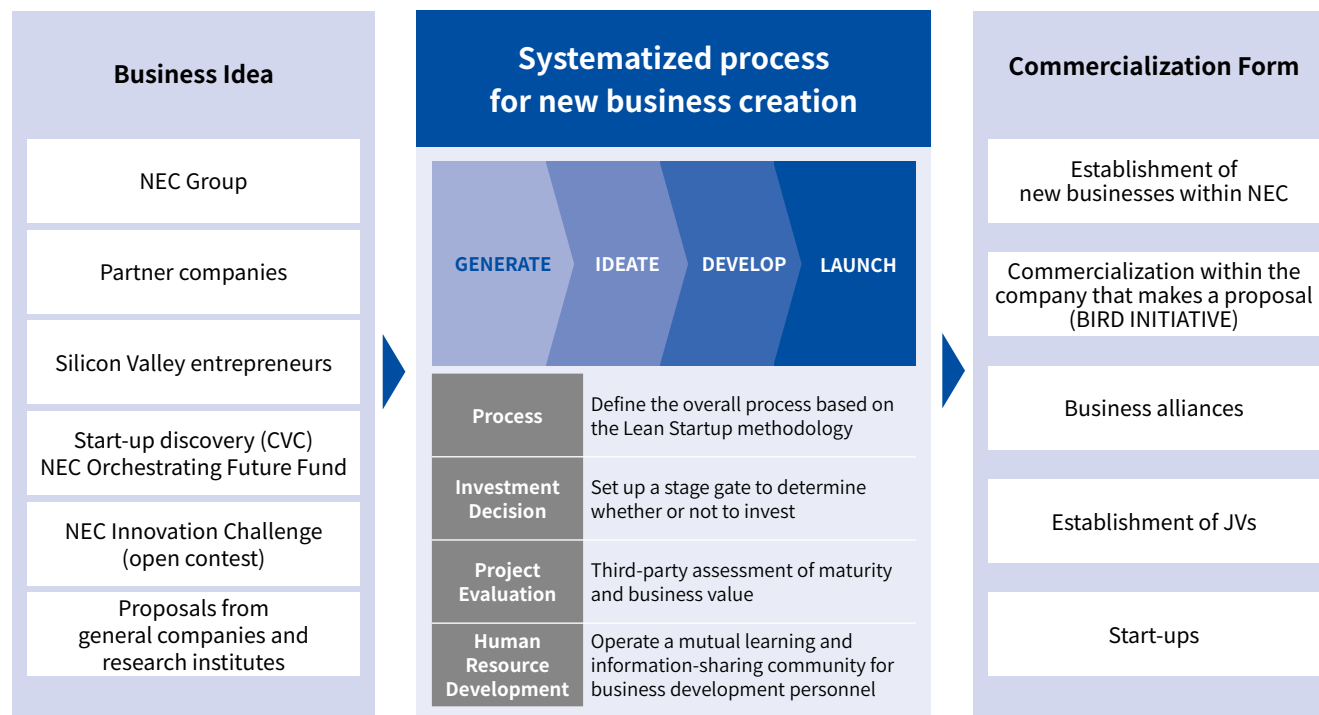 Business Idea
NEC Group
Partner companies
Silicon Valley entrepreneurs
Start-up discovery (CVC)
NEC Orchestrating Future Fund
NEC Innovation Challenge
(open contest)
Proposals from
general companies and
research institutes
Systematized process
for new business creation
GENERATE
IDEATE
DEVELOP
LAUNCH
Process
Define the overall process based on
the Lean Startup methodology
Investment
Decision
Set up a stage gate to determine
whether or not to invest
Project
Evaluation
Third-party assessment of maturity
and business value
Human
Resource
Development
Operate a mutual learning and
information-sharing community for
business development personnel
Commercialization Form
Establishment of
new businesses within NEC
Commercialization within the
company that makes a proposal
(BIRD INITIATIVE)
Business alliances
Establishment of JVs
Start-ups